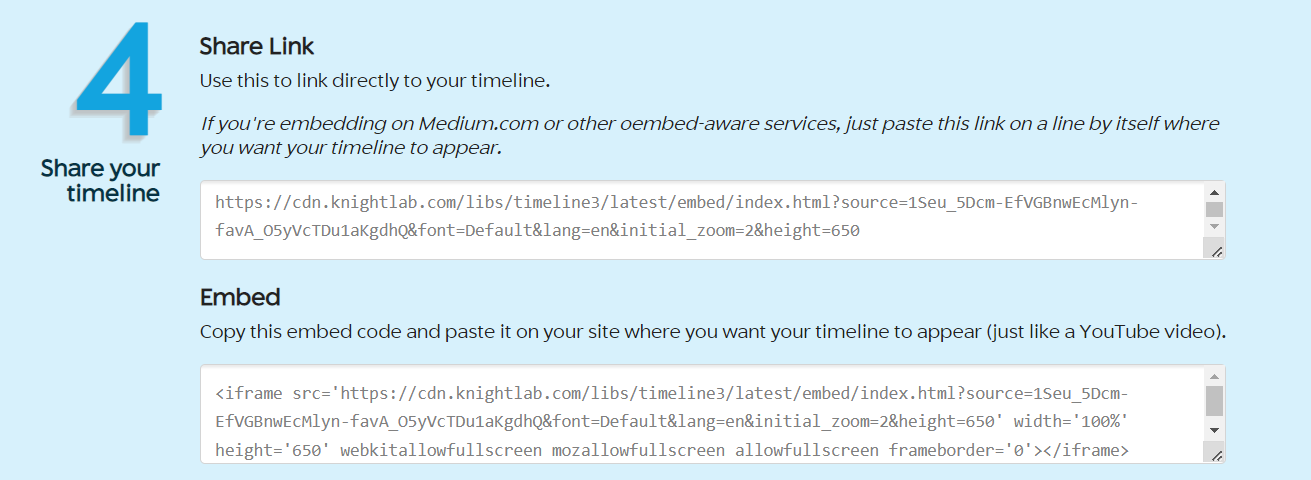 4
Share your
timeline
Share Link
Use this to link directly to your timeline.
If you're embedding on Medium.com or other oembed-aware services, just paste this link on a line by itself where
you want your timeline to appear.
https://cdn.knightlab.com/libs/timeline3/latest/embed/index.html?source=1Seu_5Dcm-EfVGBnwEcMlyn-
favA_O5yVcTDu1aKgdhQ&font=Default&lang=en&initial_zoom=2&height=650
Embed
Copy this embed code and paste it on your site where you want your timeline to appear (just like a YouTube video).
<iframe src='https://cdn.knightlab.com/libs/timeline3/latest/embed/index.html?source=1Seu_5Dcm-
EfVGBnwEcMlyn-favA_O5yVcTDu1aKgdhQ&font=Default&lang=en&initial_zoom=2&height=650' width='100%'
height='650' webkitallowfullscreen mozallowfullscreen allowfullscreen frameborder='0'></iframe>